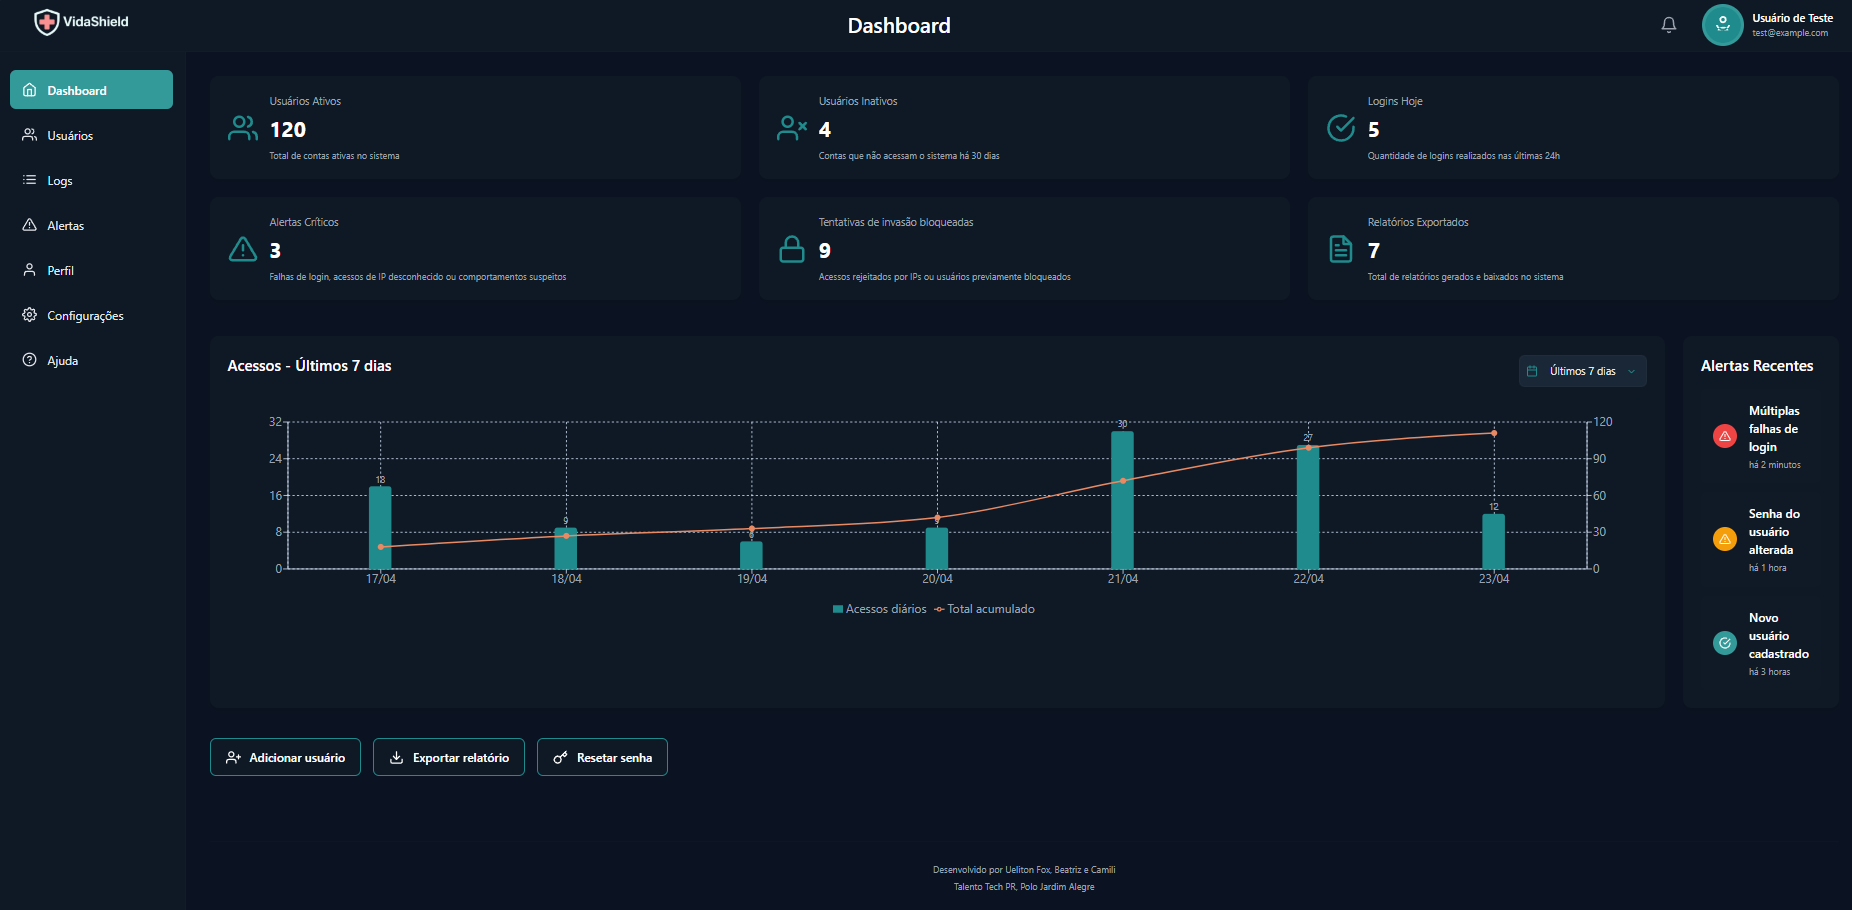 VidaShield
Dashboard
Usuário de Teste
test@example.com
Dashboard
Usuários
Logs
Alertas
Perfil
Configurações
Ajuda
Usuários Ativos
120
Total de contas ativas no sistema
Usuários Inativos
4
Contas que não acessam o sistema há 30 dias
Logins Hoje
5
Quantidade de logins realizados nas últimas 24h
Alertas Críticos
3
Falhas de login, acessos de IP desconhecido ou comportamentos suspeitos
Tentativas de invasão bloqueadas
9
Acessos rejeitados por IPs ou usuários previamente bloqueados
Relatórios Exportados
7
Total de relatórios gerados e baixados no sistema
Acessos - Últimos 7 dias
Últimos 7 dias
32
24
16
8
0
120
90
60
30
0
18
9
6
9
30
27
12
17/04
18/04
19/04
20/04
21/04
22/04
23/04
Acessos diários
Total acumulado
Alertas Recentes
Múltiplas
falhas de
login
há 2 minutos
Senha do
usuário
alterada
há 1 hora
Novo
usuário
cadastrado
há 3 horas
Adicionar usuário
Exportar relatório
Resetar senha
Desenvolvido por Ueliton Fox, Beatriz e Camili
Talento Tech PR, Polo Jardim Alegre